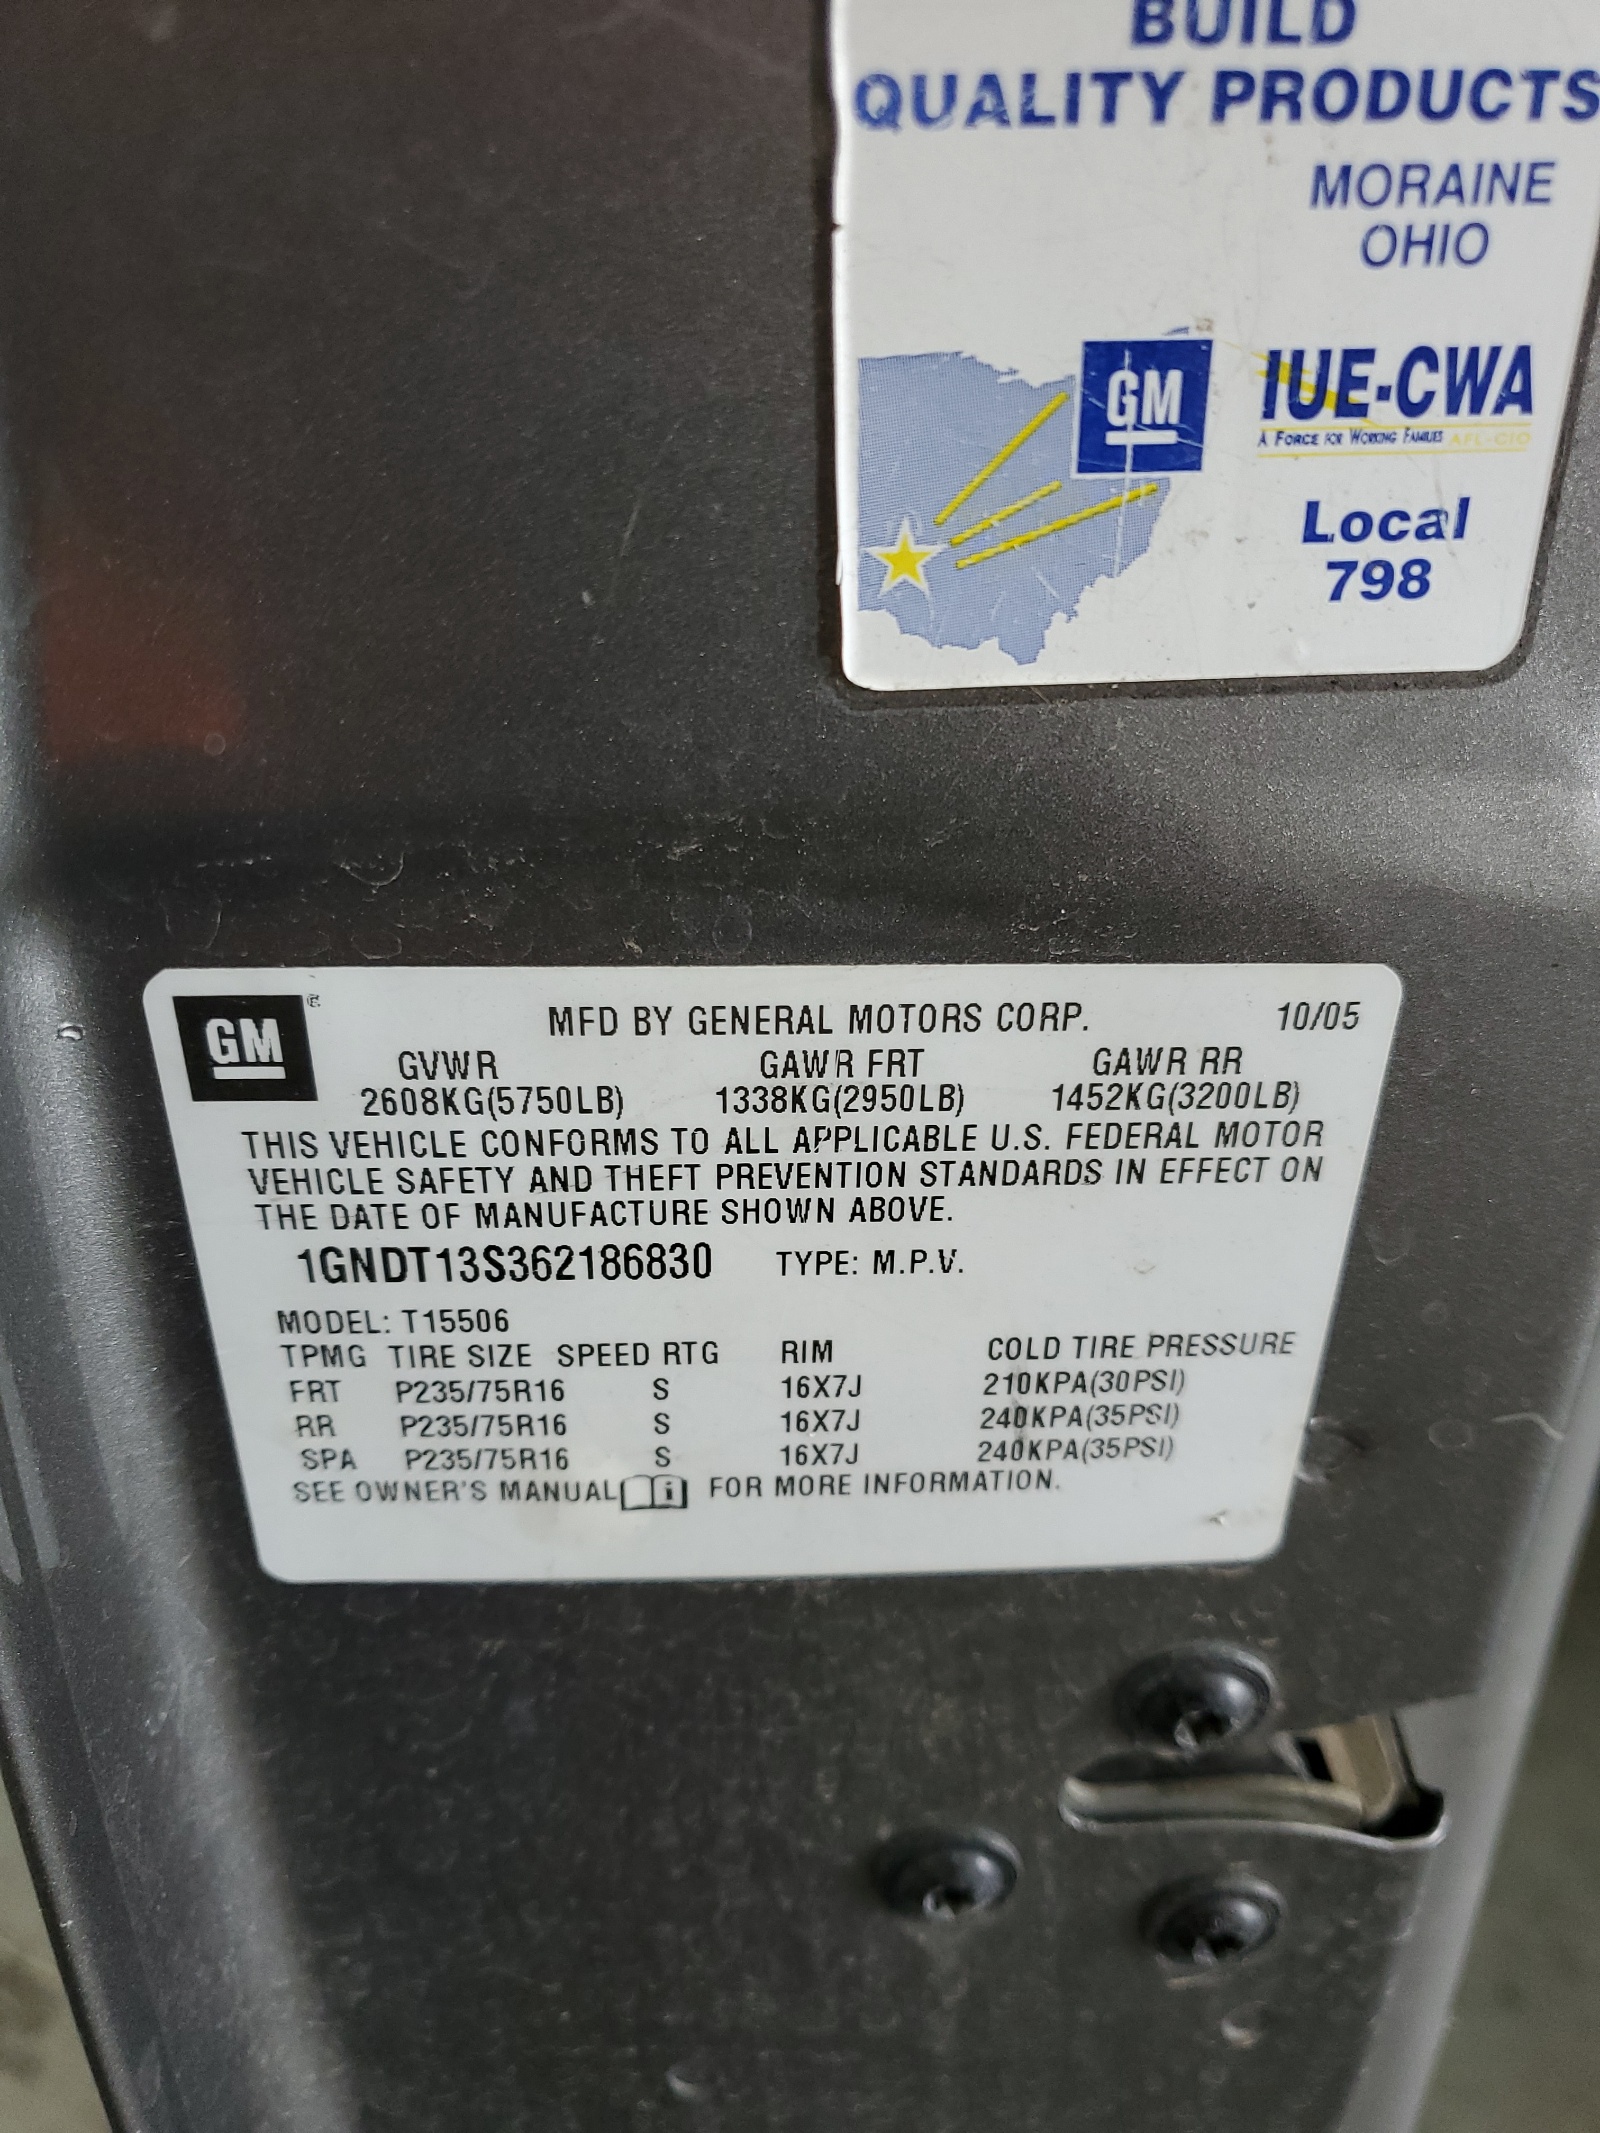 BUILD
QUALITY PRODUCTS
MORAINE
OHIO
GM
IUE-CWA
A FORCE FOR WORKING FAMILIES AFL-CIO
Local
798
GM
MFD BY GENERAL MOTORS CORP. 10/05
GVWR GAWR FRT GAWR RR
2608KG(5750LB) 1338KG(2950LB) 1452KG(3200LB)
THIS VEHICLE CONFORMS TO ALL APPLICABLE U.S. FEDERAL MOTOR
VEHICLE SAFETY AND THEFT PREVENTION STANDARDS IN EFFECT ON
THE DATE OF MANUFACTURE SHOWN ABOVE.
1GNDT13S362186830 TYPE: M.P.V.
MODEL: T15506
TPMG TIRE SIZE SPEED RTG RIM COLD TIRE PRESSURE
FRT P235/75R16 S 16X7J 210KPA(30PSI)
RR P235/75R16 S 16X7J 240KPA(35PSI)
SPA P235/75R16 S 16X7J 240KPA(35PSI)
SEE OWNER'S MANUAL i FOR MORE INFORMATION.